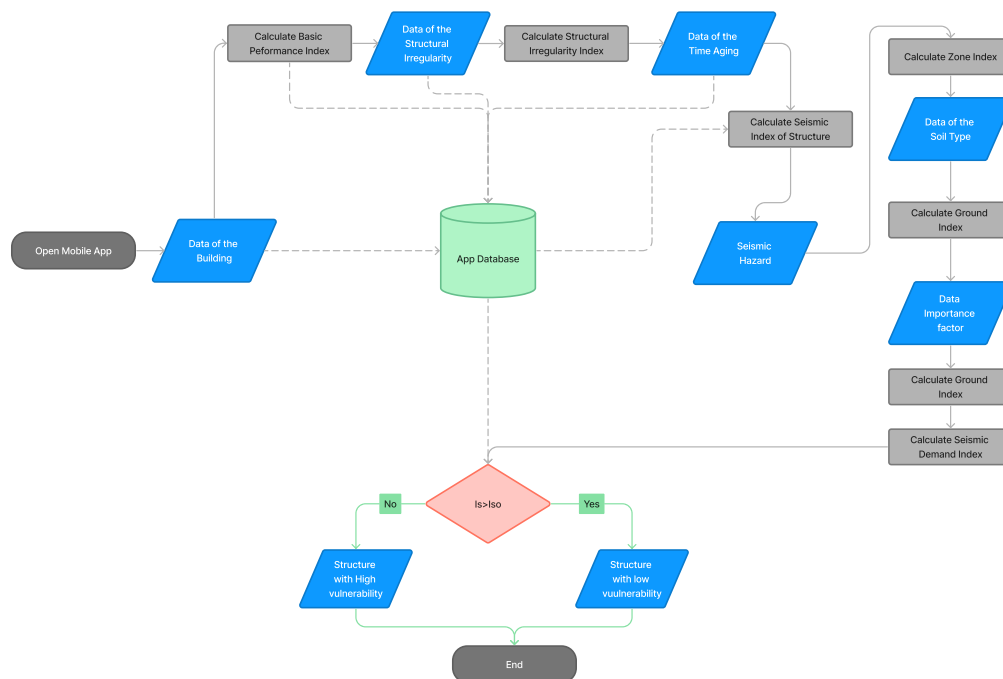 Calculate Basic
Peformance Index
Data of the
Structural
Irregularity
Calculate Structural
Irregularity Index
Data of the
Time Aging
Calculate Zone Index
Calculate Seismic
Index of Structure
Data of the
Soil Type
Open Mobile App
Data of the
Building
App Database
Seismic
Hazard
Calculate Ground
Index
Data
Importance
factor
Calculate Ground
Index
Calculate Seismic
Demand Index
No
Is>Iso
Yes
Structure
with High
vulnerability
Structure
with low
vuulnerability
End